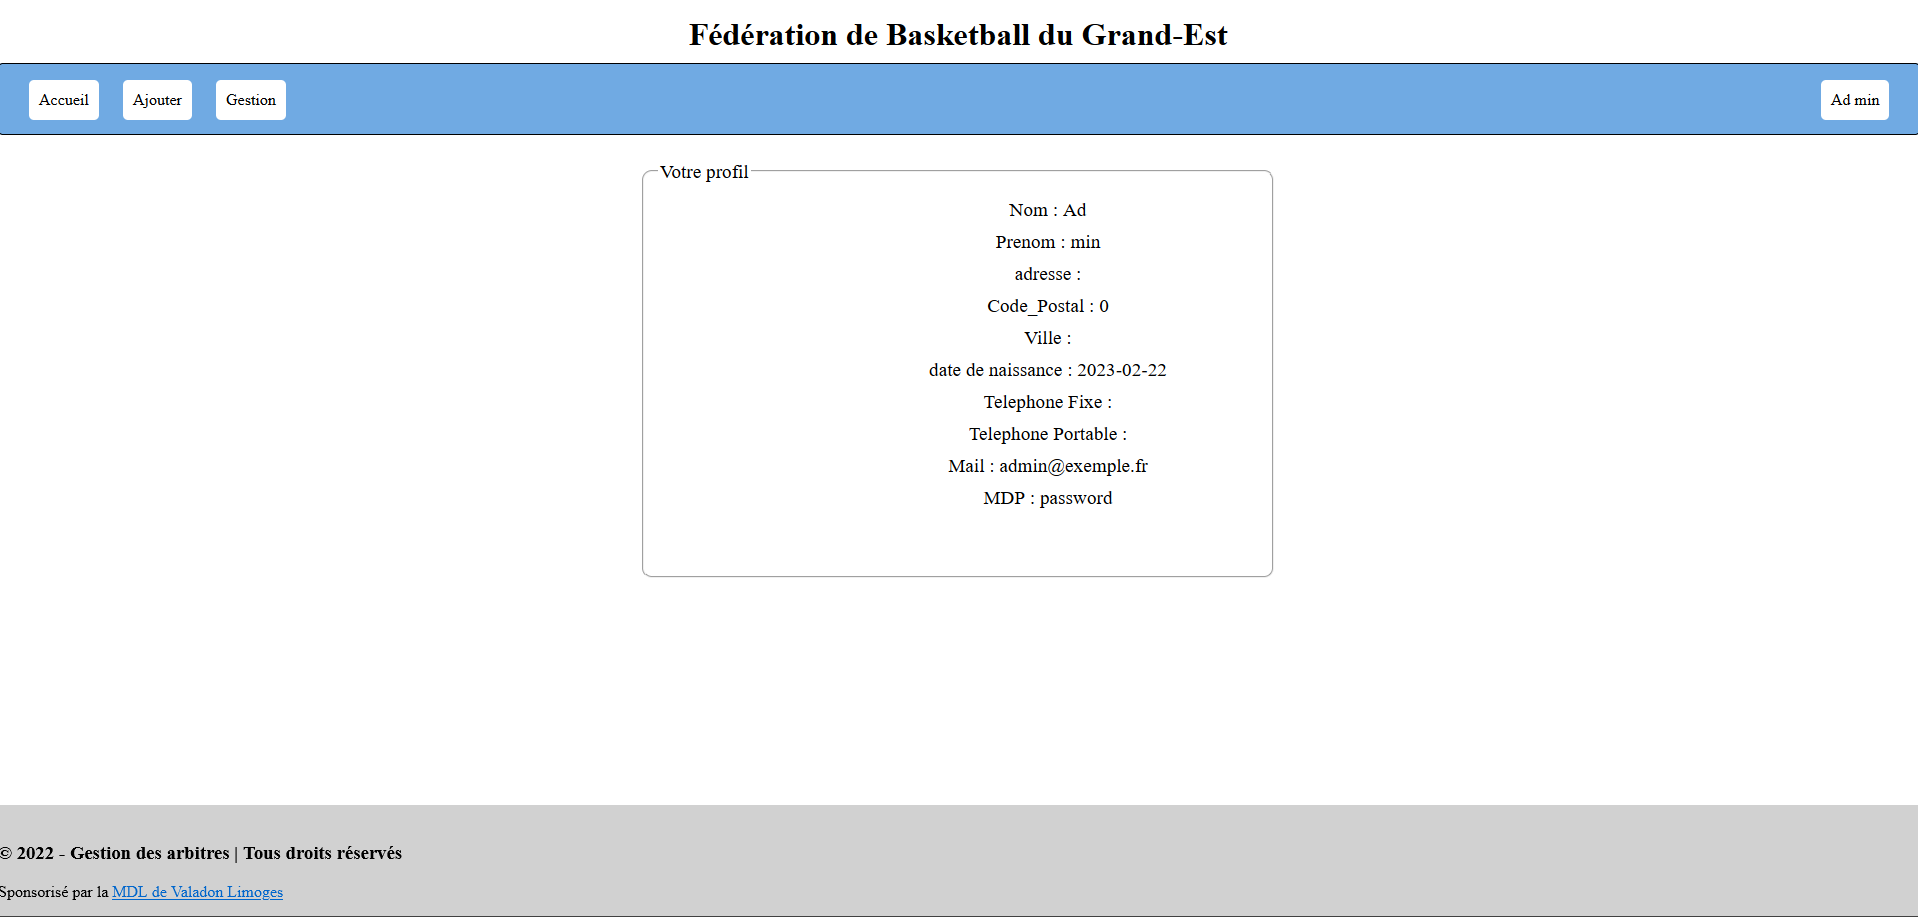 Fédération de Basketball du Grand-Est
Accueil Ajouter Gestion Ad min
Votre profil
Nom : Ad
Prenom : min
adresse :
Code_Postal : 0
Ville :
date de naissance : 2023-02-22
Telephone Fixe :
Telephone Portable :
Mail : admin@exemple.fr
MDP : password
© 2022 - Gestion des arbitres | Tous droits réservés
Sponsorisé par la MDL de Valadon Limoges